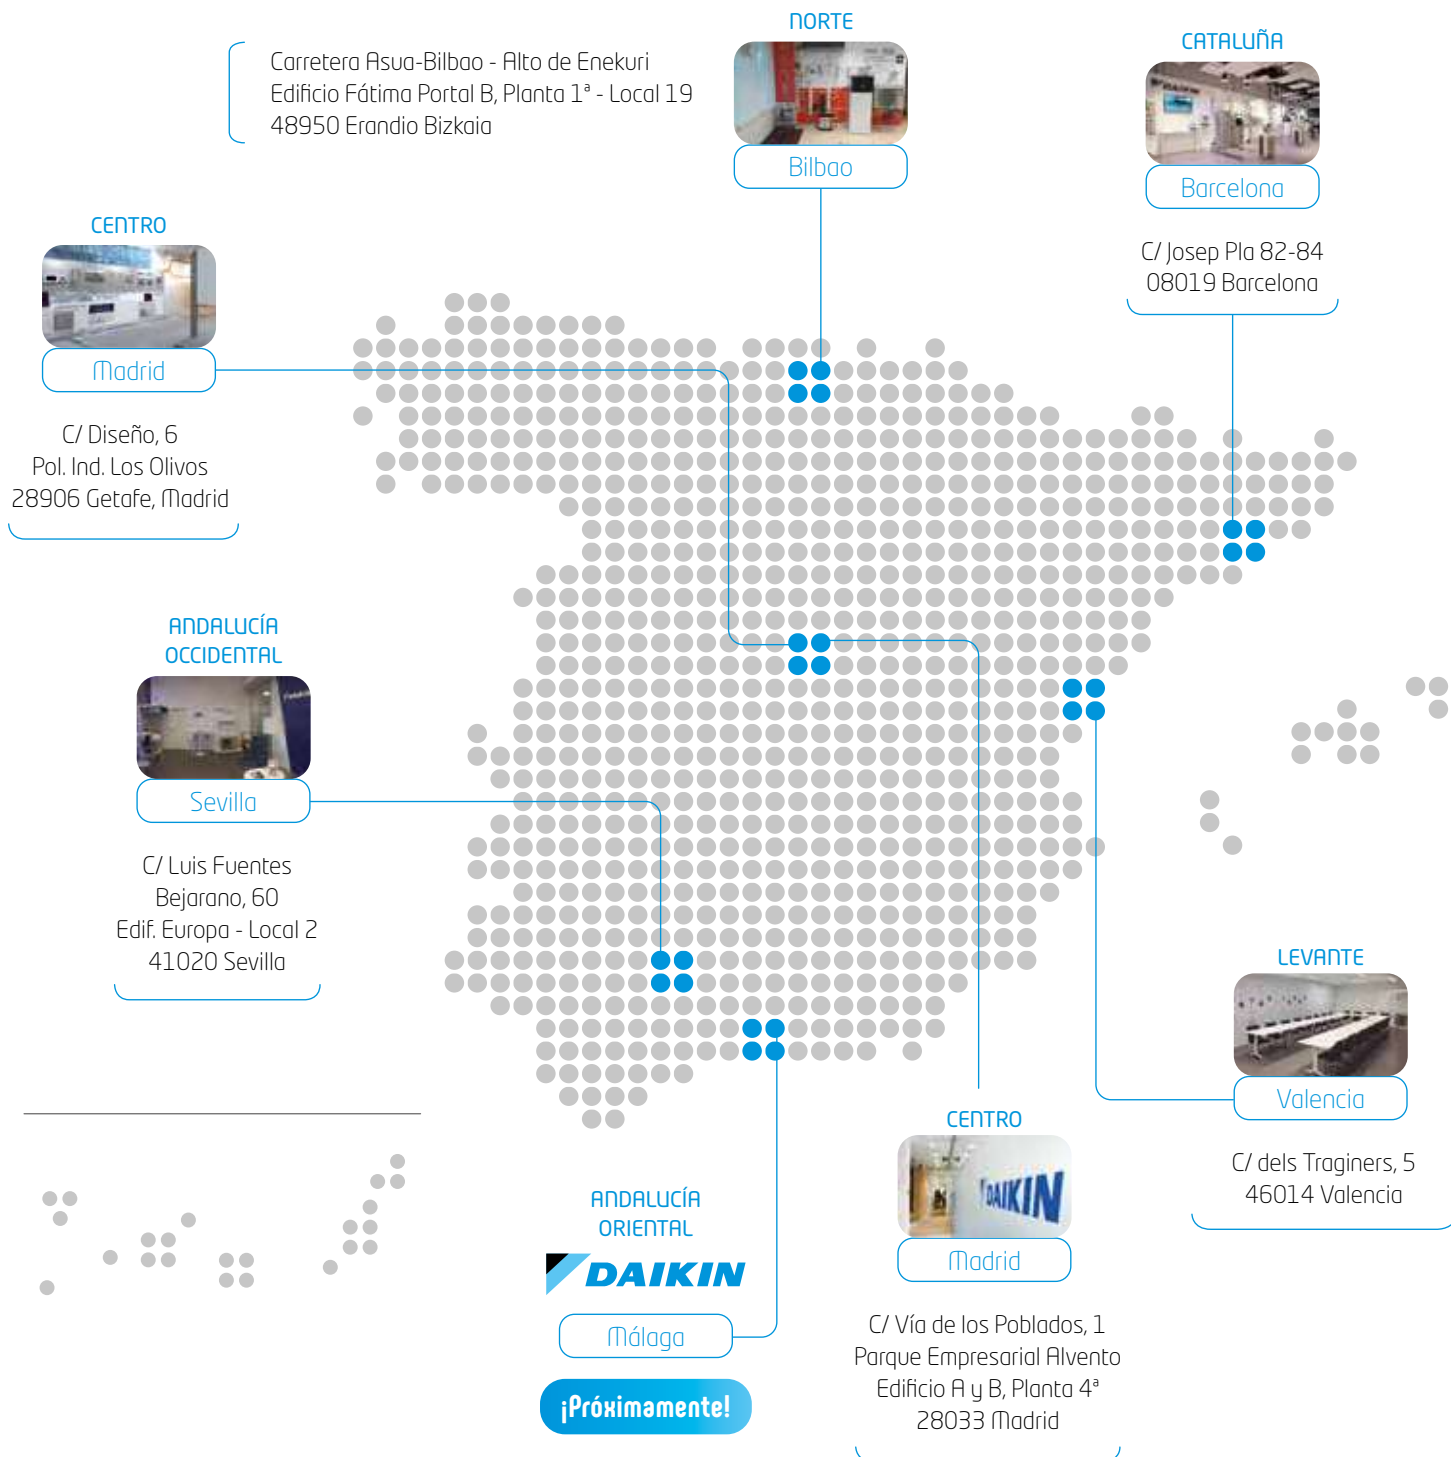 NORTE
Carretera Asua-Bilbao - Alto de Enekuri
Edificio Fátima Portal B, Planta 1ª - Local 19
48950 Erandio Bizkaia
Bilbao
CATALUÑA
Barcelona
C/ Josep Pla 82-84
08019 Barcelona
CENTRO
Madrid
C/ Diseño, 6
Pol. Ind. Los Olivos
28906 Getafe, Madrid
ANDALUCÍA
OCCIDENTAL
Sevilla
C/ Luis Fuentes
Bejarano, 60
Edif. Europa - Local 2
41020 Sevilla
LEVANTE
Valencia
C/ dels Traginers, 5
46014 Valencia
CENTRO
DAIKIN
Madrid
C/ Vía de los Poblados, 1
Parque Empresarial Alvento
Edificio A y B, Planta 4ª
28033 Madrid
ANDALUCÍA
ORIENTAL
DAIKIN
Málaga
¡Próximamente!